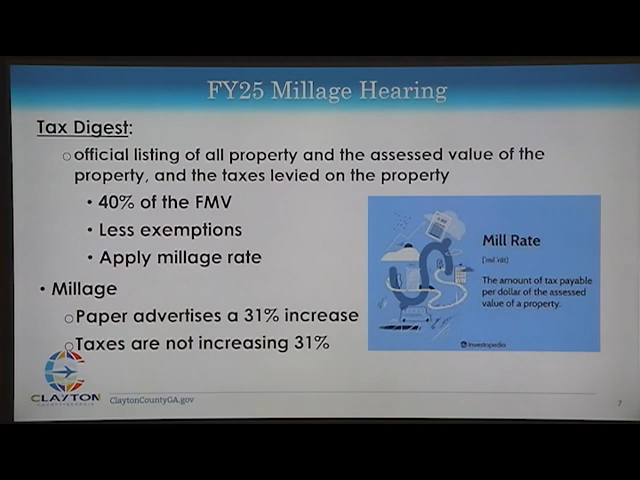 FY25 Millage Hearing
Tax Digest:
official listing of all property and the assessed value of the
property, and the taxes levied on the property
• 40% of the FMV
• Less exemptions
• Apply millage rate
• Millage
Paper advertises a 31% increase
Taxes are not increasing 31%
Mill Rate
The amount of tax payable
per dollar of the assessed
value of a property.
Investopedia
CLAYTON
ClaytonCountyGA.gov
7